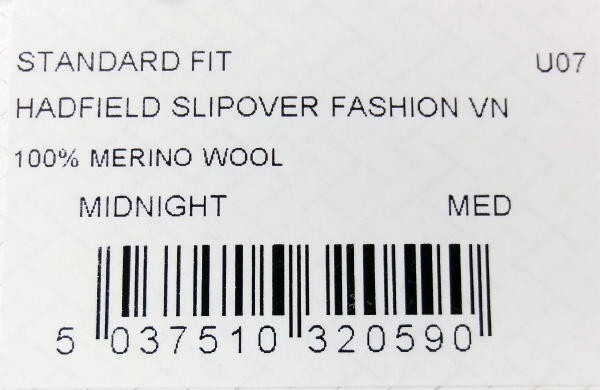 STANDARD FIT U07
HADFIELD SLIPOVER FASHION VN
100% MERINO WOOL
MIDNIGHT MED
5 037510 320590